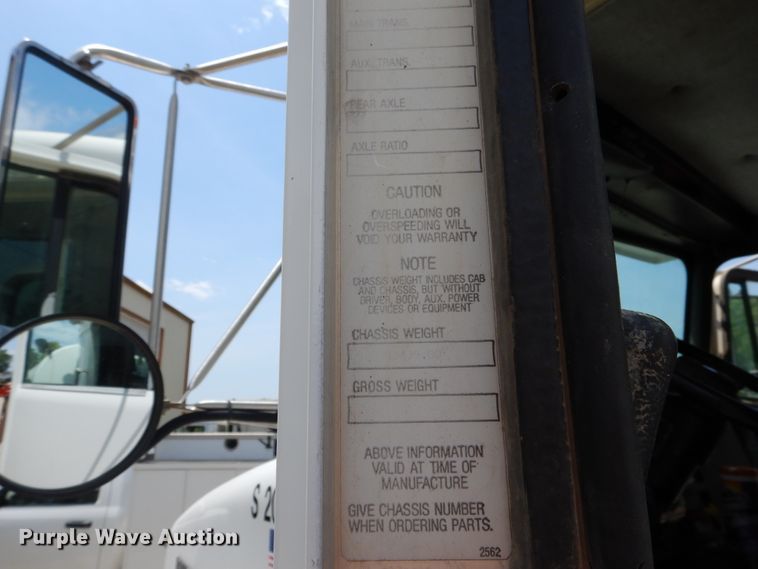 MAIN TRANS.
AUX. TRANS.
REAR AXLE
AXLE RATIO
CAUTION
OVERLOADING OR
OVERSPEEDING WILL
VOID YOUR WARRANTY
NOTE
CHASSIS WEIGHT INCLUDES CAB
AND CHASSIS, BUT WITHOUT
DRIVER, BODY, AUX. POWER
DEVICES OR EQUIPMENT
CHASSIS WEIGHT
GROSS WEIGHT
ABOVE INFORMATION
VALID AT TIME OF
MANUFACTURE
GIVE CHASSIS NUMBER
WHEN ORDERING PARTS.
2562
S 20
Purple Wave Auction